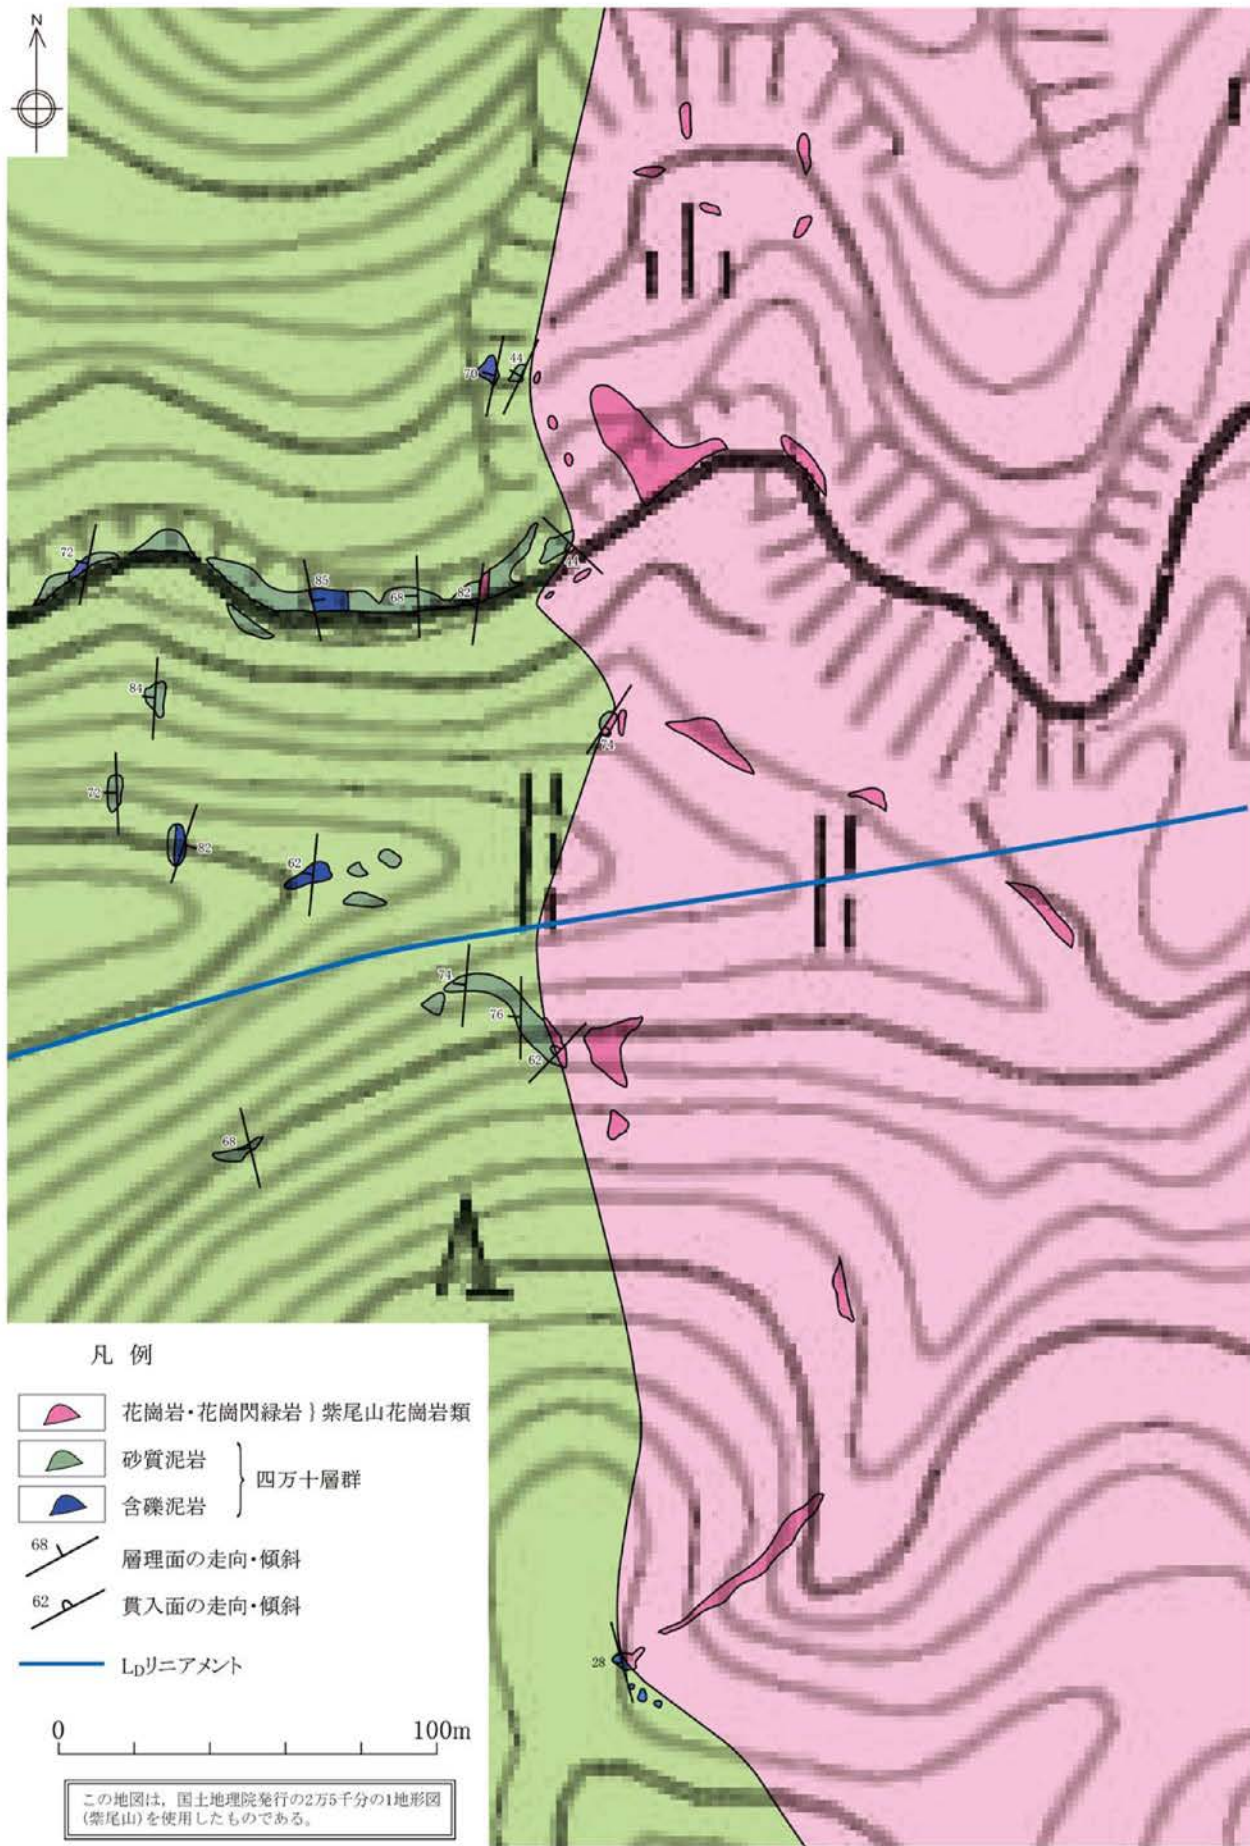 N
44
70
72
85
68
82
44
84
74
72
82
62
74
76
62
68
凡 例
花崗岩・花崗閃緑岩 } 紫尾山花崗岩類
砂質泥岩
四万十層群
含礫泥岩
68 層理面の走向・傾斜
62 貫入面の走向・傾斜
LDリニアメント
28
0 100m
この地図は，国土地理院発行の2万5千分の1地形図
(紫尾山)を使用したものである。